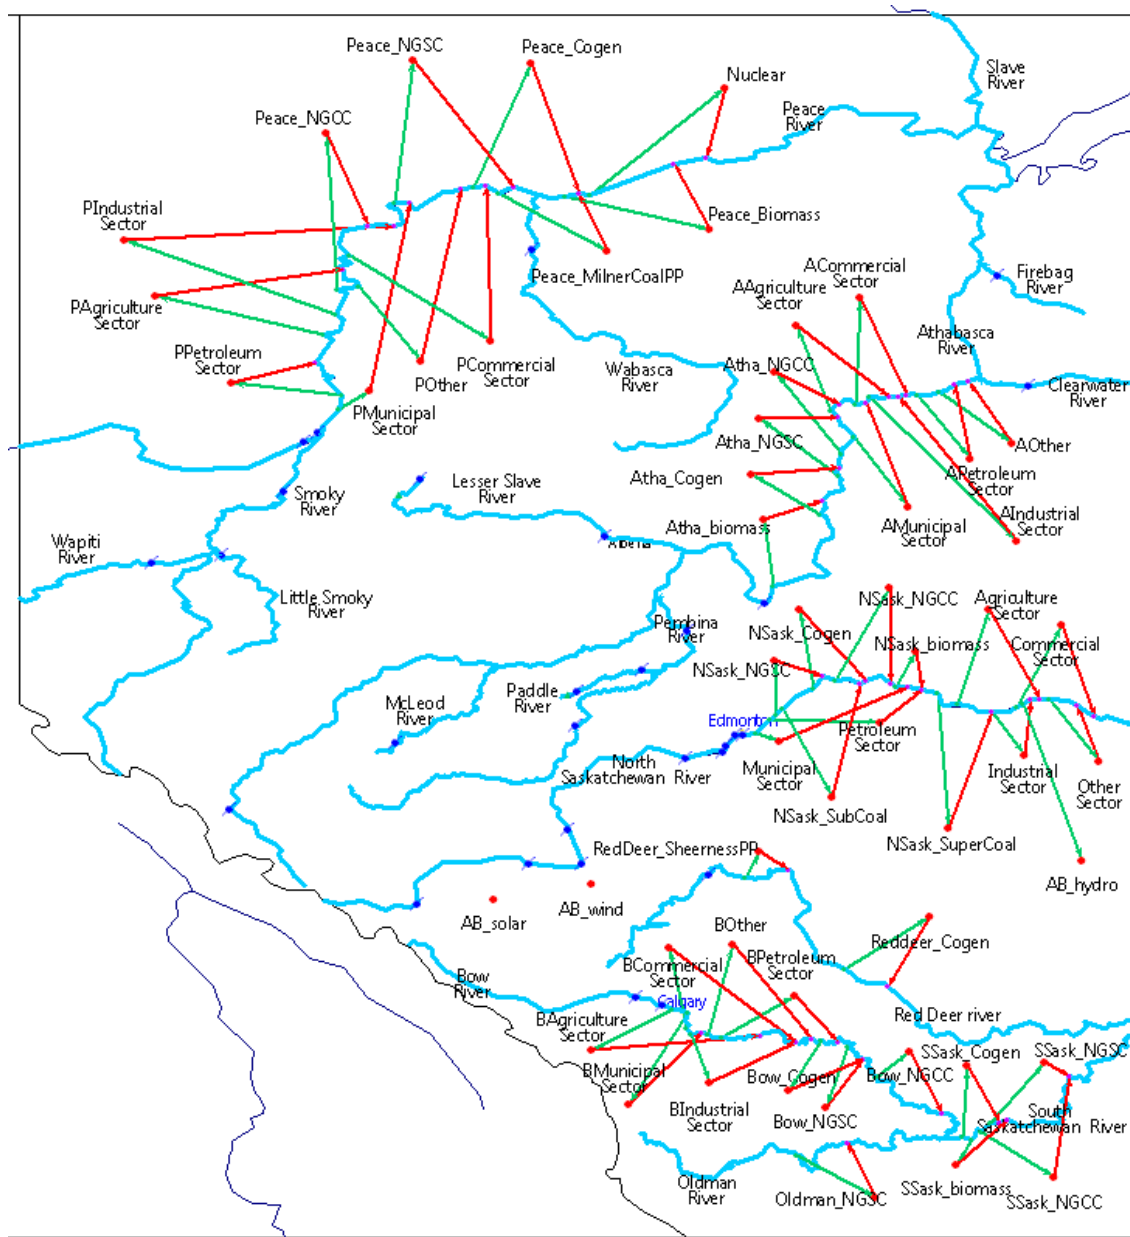 Peace_NGSC
Peace_Cogen
Nuclear
Slave
River
Peace
River
Peace_NGCC
PIndustrial
Sector
Peace_Biomass
Peace_MilnerCoalPP
ACommercial
Sector
Firebag
River
AAgriculture
Sector
PAgriculture
Sector
Athabasca
River
PPetroleum
Sector
POther
PCommercial
Sector
Wabasca
River
Atha_NGCC
Clearwater
River
PMunicipal
Sector
Atha_NGSC
AOther
Atha_Cogen
APetroleum
Sector
Lesser Slave
River
Smoky
River
AIndustrial
Sector
AMunicipal
Sector
Atha_biomass
Alberta
Wapiti
River
Little Smoky
River
NSask_NGCC
Agriculture
Sector
Pembina
River
NSask_Cogen
NSask_biomass
Commercial
Sector
NSask_NGSC
Paddle
River
McLeod
River
Edmonton
Petroleum
Sector
North
Saskatchewan River
Municipal
Sector
Industrial
Sector
Other
Sector
NSask_SubCoal
NSask_SuperCoal
RedDeer_SheernessPP
AB_hydro
AB_wind
AB_solar
BOther
Reddeer_Cogen
BCommercial
Sector
BPetroleum
Sector
Bow
River
Calgary
Red Deer river
BAgriculture
Sector
SSask_Cogen
SSask_NGSC
BMunicipal
Sector
Bow_Cogen
Bow_NGCC
BIndustrial
Sector
Bow_NGSC
South
Saskatchewan River
Oldman
River
Oldman_NGSC
SSask_biomass
SSask_NGCC